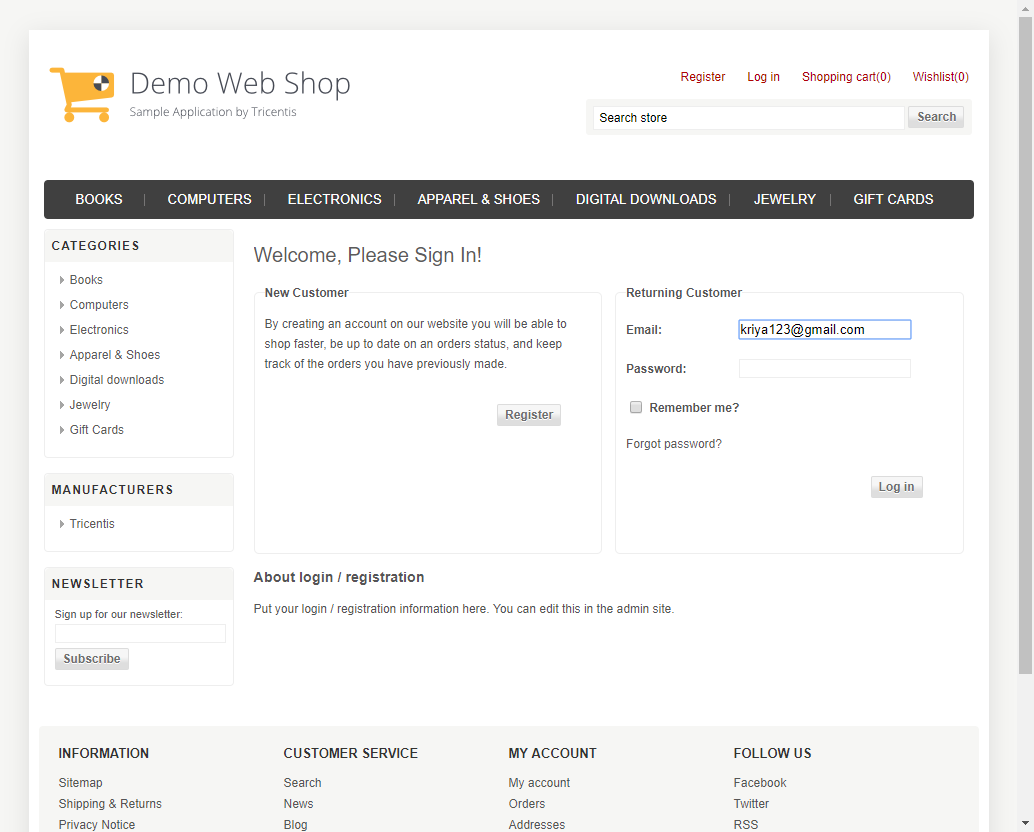 Demo Web Shop
Sample Application by Tricentis
Register Log in Shopping cart(0) Wishlist(0)
Search store Search
BOOKS COMPUTERS ELECTRONICS APPAREL & SHOES DIGITAL DOWNLOADS JEWELRY GIFT CARDS
CATEGORIES
Books
Computers
Electronics
Apparel & Shoes
Digital downloads
Jewelry
Gift Cards
MANUFACTURERS
Tricentis
NEWSLETTER
Sign up for our newsletter:
Subscribe
Welcome, Please Sign In!
New Customer
By creating an account on our website you will be able to
shop faster, be up to date on an orders status, and keep
track of the orders you have previously made.
Register
Returning Customer
Email: kriya123@gmail.com
Password:
Remember me?
Forgot password?
Log in
About login / registration
Put your login / registration information here. You can edit this in the admin site.
INFORMATION
Sitemap
Shipping & Returns
Privacy Notice
CUSTOMER SERVICE
Search
News
Blog
MY ACCOUNT
My account
Orders
Addresses
FOLLOW US
Facebook
Twitter
RSS